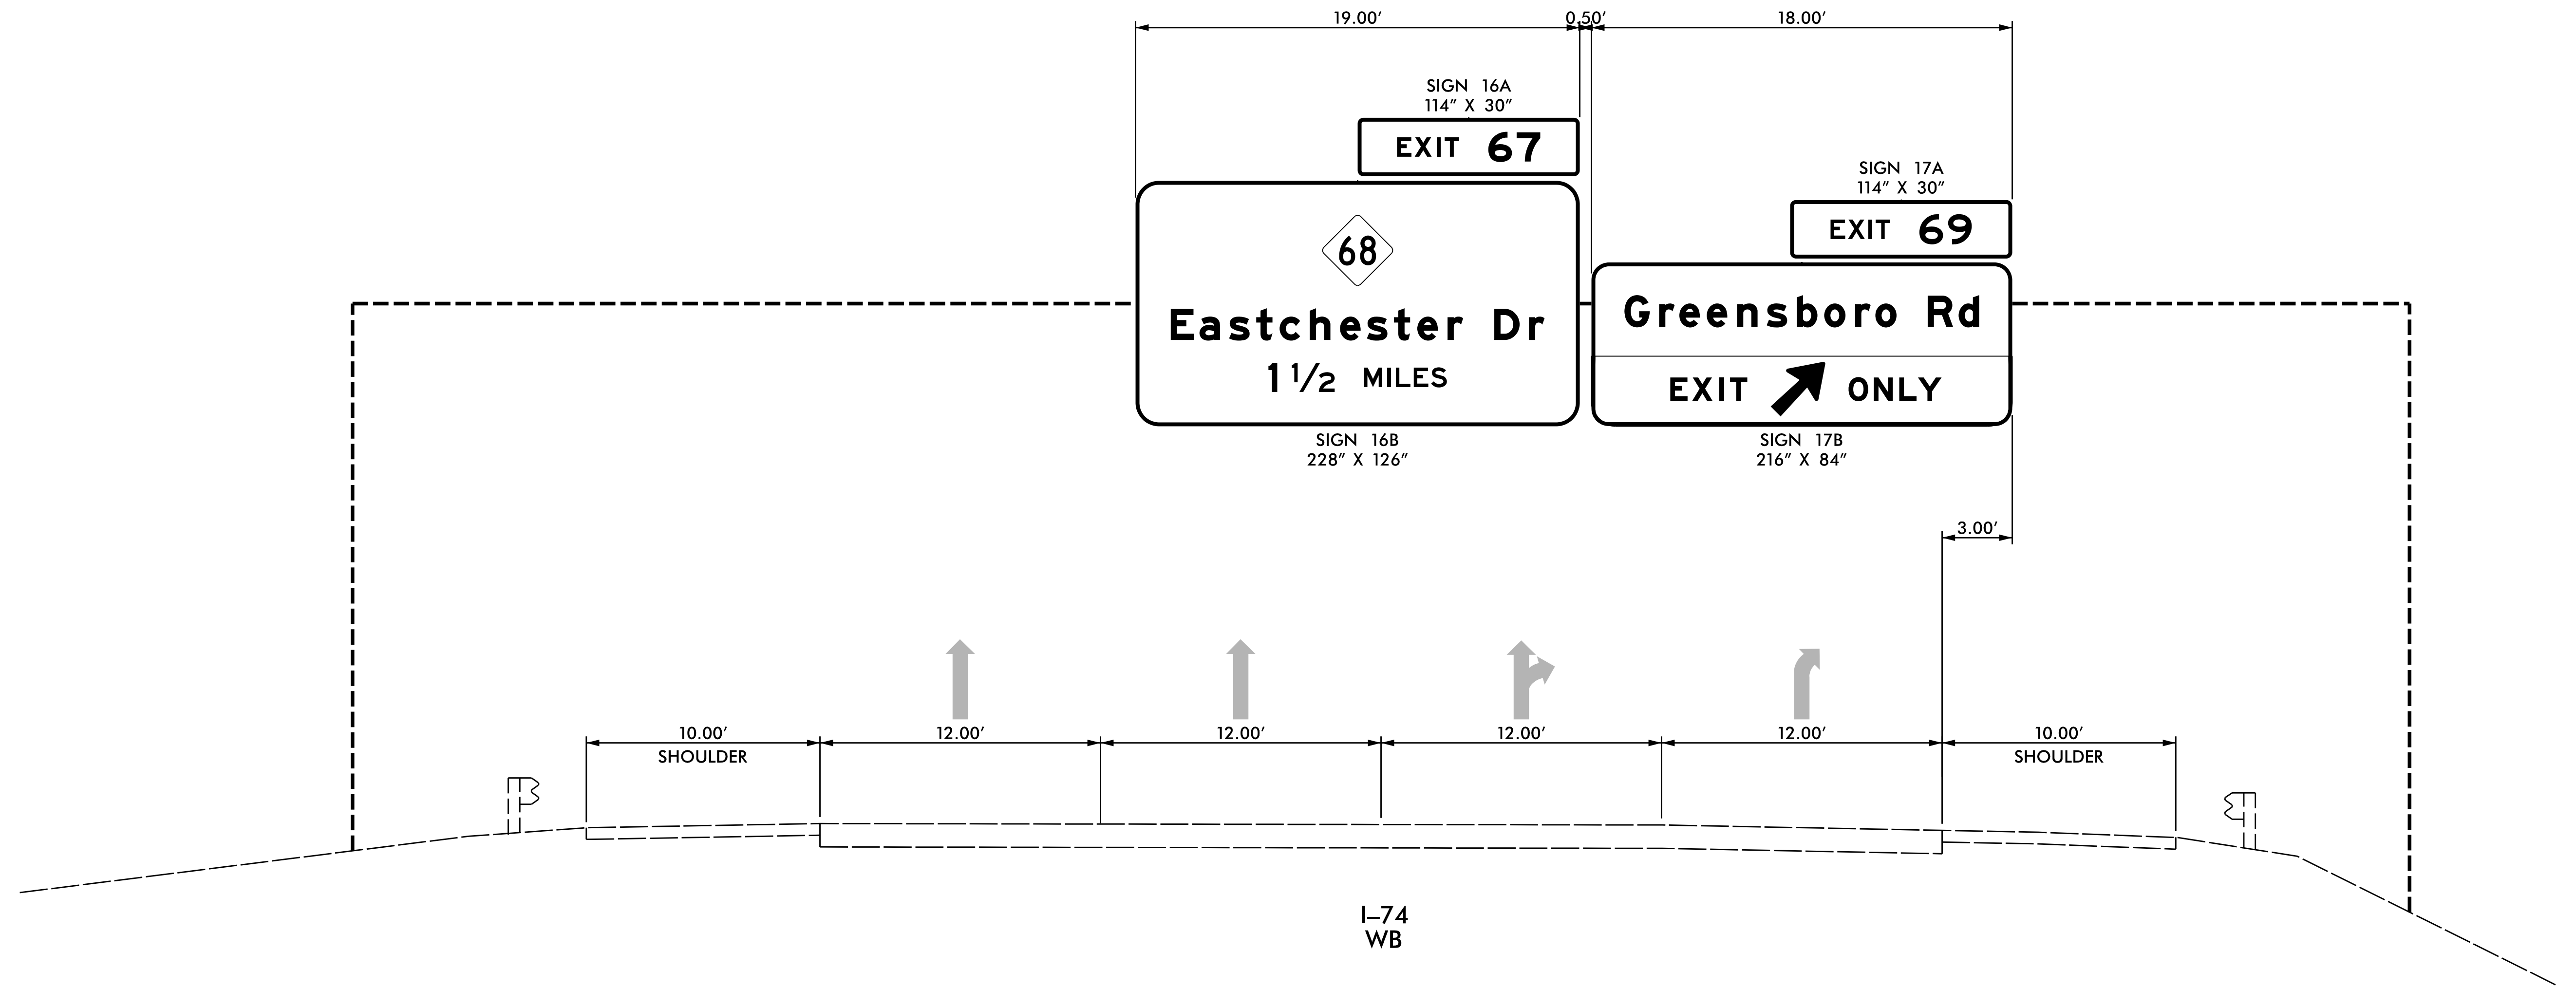 19.00' 0.50' 18.00'
SIGN 16A
114" X 30"
EXIT 67
SIGN 17A
114" X 30"
EXIT 69
68
Eastchester Dr
1 1/2 MILES
Greensboro Rd
EXIT ONLY
SIGN 16B
228" X 126"
SIGN 17B
216" X 84"
3.00'
10.00' 12.00' 12.00' 12.00' 12.00' 10.00'
SHOULDER SHOULDER
I-74
WB